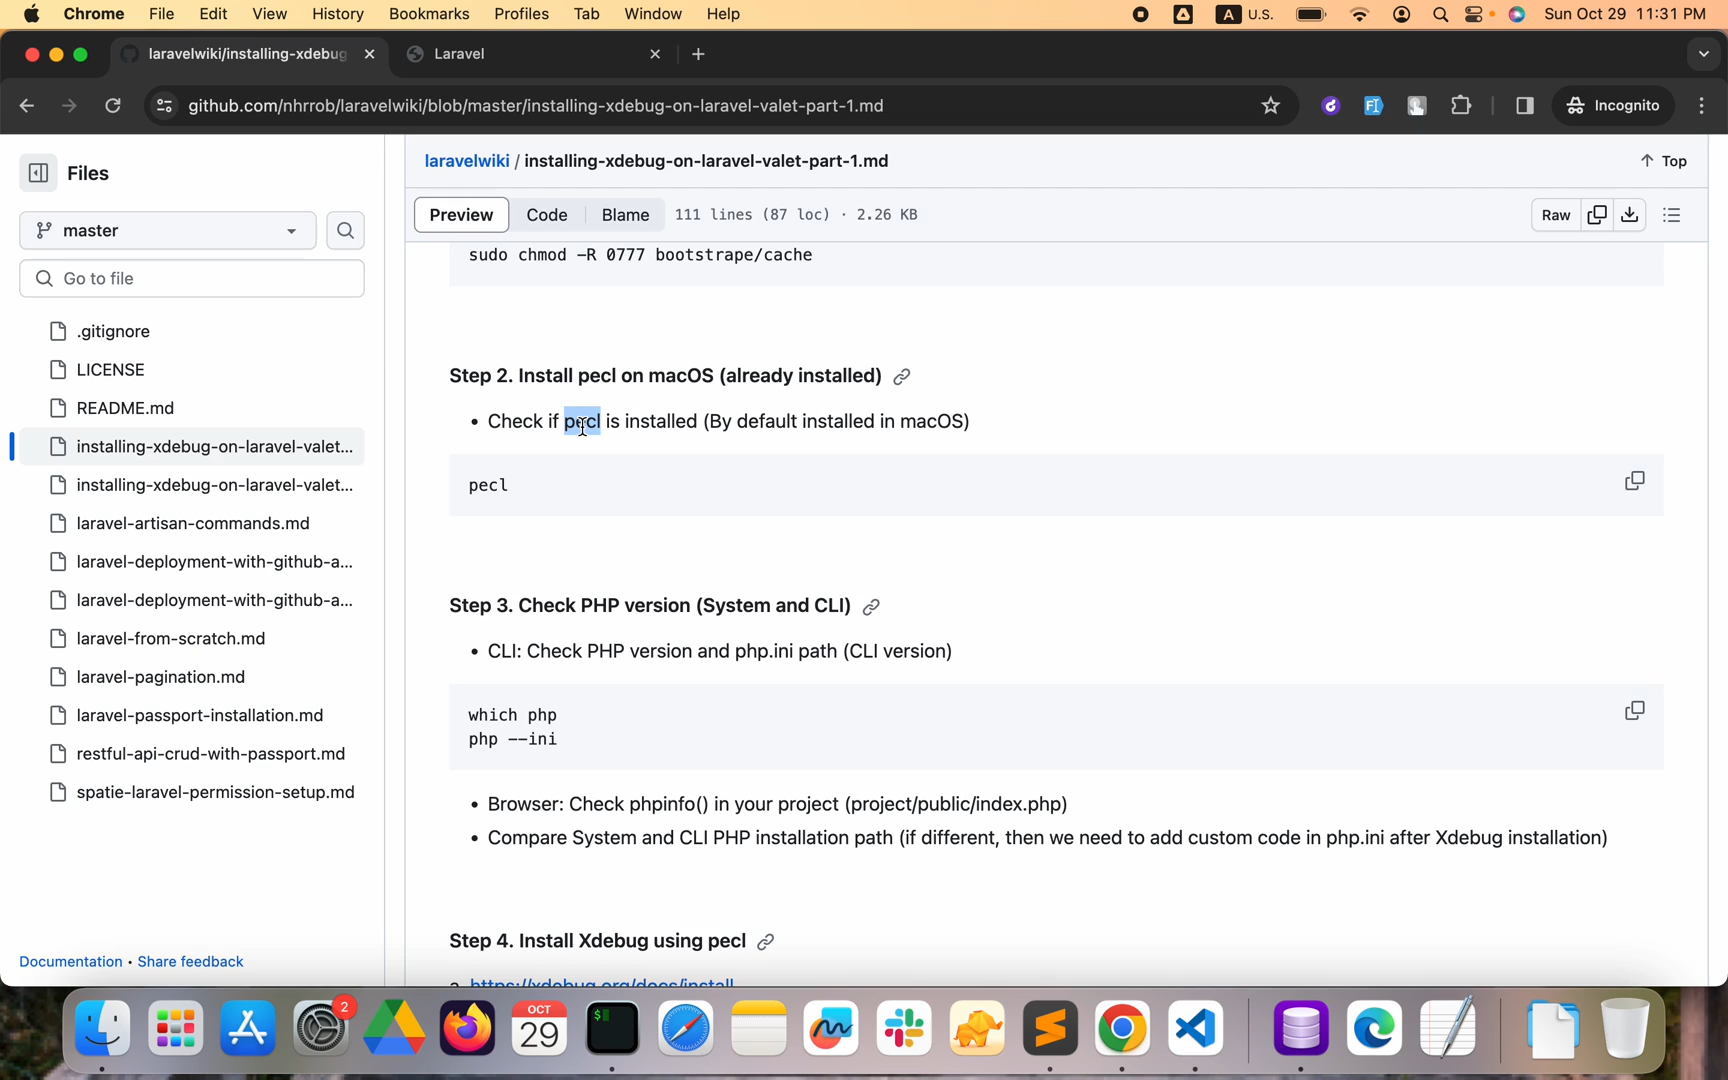 Chrome File Edit View History Bookmarks Profiles Tab Window Help A U.S. Sun Oct 29 11:31 PM
laravelwiki/installing-xdebug Laravel
github.com/nhrrob/laravelwiki/blob/master/installing-xdebug-on-laravel-valet-part-1.md FI Incognito
Files
master
Go to file
.gitignore
LICENSE
README.md
installing-xdebug-on-laravel-valet...
installing-xdebug-on-laravel-valet...
laravel-artisan-commands.md
laravel-deployment-with-github-a...
laravel-deployment-with-github-a...
laravel-from-scratch.md
laravel-pagination.md
laravel-passport-installation.md
restful-api-crud-with-passport.md
spatie-laravel-permission-setup.md
Documentation • Share feedback
laravelwiki / installing-xdebug-on-laravel-valet-part-1.md Top
Preview Code Blame 111 lines (87 loc) · 2.26 KB Raw
sudo chmod -R 0777 bootstrape/cache
Step 2. Install pecl on macOS (already installed)
• Check if pecl is installed (By default installed in macOS)
pecl
Step 3. Check PHP version (System and CLI)
• CLI: Check PHP version and php.ini path (CLI version)
which php
php --ini
• Browser: Check phpinfo() in your project (project/public/index.php)
• Compare System and CLI PHP installation path (if different, then we need to add custom code in php.ini after Xdebug installation)
Step 4. Install Xdebug using pecl
a. https://xdebug.org/docs/install
2
OCT
29
$